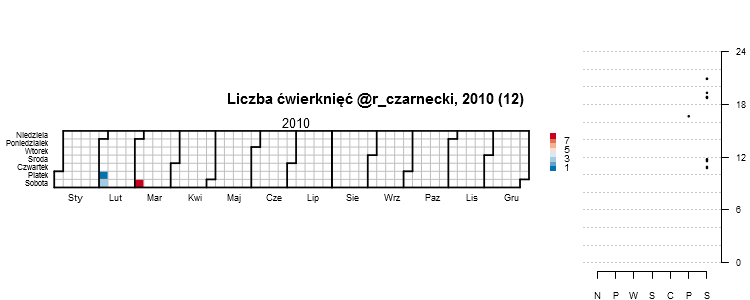 Liczba ćwierknięć @r_czarnecki, 2010 (12)
2010
Niedziela
Poniedziałek
Wtorek
Środa
Czwartek
Piątek
Sobota
Sty Lut Mar Kwi Maj Cze Lip Sie Wrz Paz Lis Gru
7
5
3
1
24
18
12
6
0
N P W S C P S